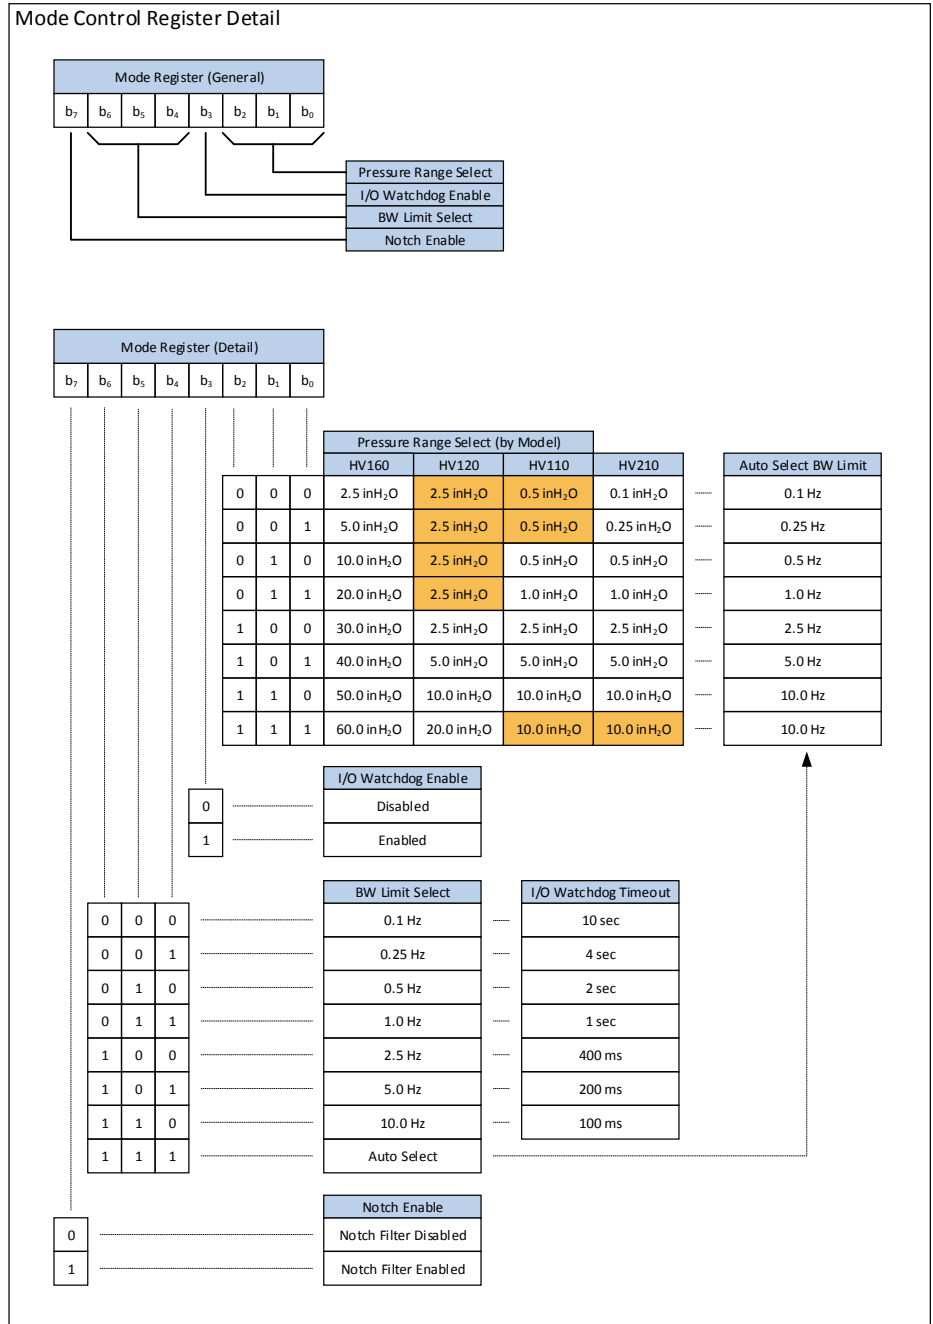 Mode Control Register Detail
Mode Register (General)
b₇ b₆ b₅ b₄ b₃ b₂ b₁ b₀
Pressure Range Select
I/O Watchdog Enable
BW Limit Select
Notch Enable
Mode Register (Detail)
b₇ b₆ b₅ b₄ b₃ b₂ b₁ b₀
Pressure Range Select (by Model)
HV160 HV120 HV110 HV210 Auto Select BW Limit
0 0 0 2.5 inH₂O 2.5 inH₂O 0.5 inH₂O 0.1 inH₂O 0.1 Hz
0 0 1 5.0 inH₂O 2.5 inH₂O 0.5 inH₂O 0.25 inH₂O 0.25 Hz
0 1 0 10.0 inH₂O 2.5 inH₂O 0.5 inH₂O 0.5 inH₂O 0.5 Hz
0 1 1 20.0 inH₂O 2.5 inH₂O 1.0 inH₂O 1.0 inH₂O 1.0 Hz
1 0 0 30.0 inH₂O 2.5 inH₂O 2.5 inH₂O 2.5 inH₂O 2.5 Hz
1 0 1 40.0 inH₂O 5.0 inH₂O 5.0 inH₂O 5.0 inH₂O 5.0 Hz
1 1 0 50.0 inH₂O 10.0 inH₂O 10.0 inH₂O 10.0 inH₂O 10.0 Hz
1 1 1 60.0 inH₂O 20.0 inH₂O 10.0 inH₂O 10.0 inH₂O 10.0 Hz
I/O Watchdog Enable
0 Disabled
1 Enabled
BW Limit Select I/O Watchdog Timeout
0 0 0 0.1 Hz 10 sec
0 0 1 0.25 Hz 4 sec
0 1 0 0.5 Hz 2 sec
0 1 1 1.0 Hz 1 sec
1 0 0 2.5 Hz 400 ms
1 0 1 5.0 Hz 200 ms
1 1 0 10.0 Hz 100 ms
1 1 1 Auto Select
Notch Enable
0 Notch Filter Disabled
1 Notch Filter Enabled